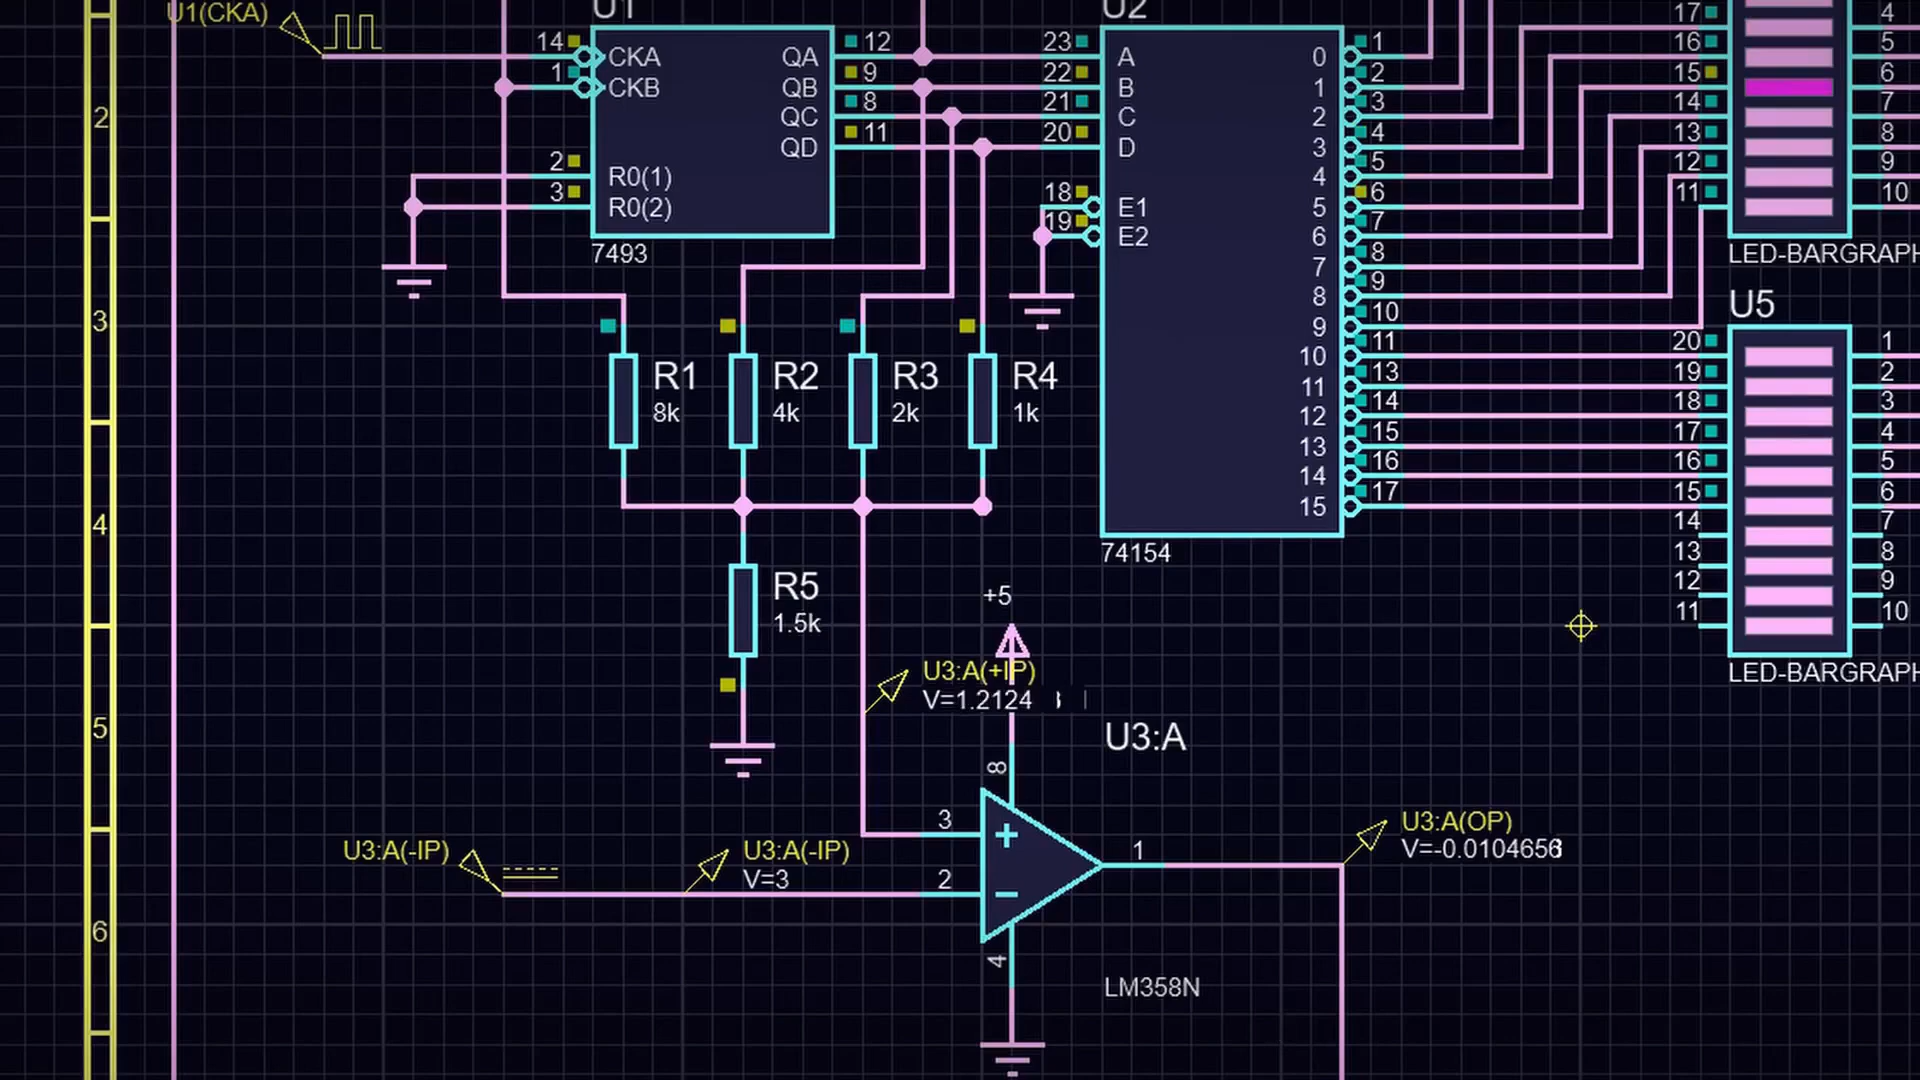 U1(CKA)
U1
14
CKA
1
CKB
2
R0(1)
3
R0(2)
QA
12
QB
9
QC
8
QD
11
7493
U2
23
A
22
B
21
C
20
D
18
E1
19
E2
0
1
1
2
2
3
3
4
4
5
5
6
6
7
7
8
8
9
9
10
10
11
11
13
12
14
13
15
14
16
15
17
74154
17
16
15
14
13
12
11
4
5
6
7
8
9
10
LED-BARGRAPH
U5
20
19
18
17
16
15
14
13
12
11
1
2
3
4
5
6
7
8
9
10
LED-BARGRAPH
2
3
4
5
6
R1
8k
R2
4k
R3
2k
R4
1k
R5
1.5k
+5
U3:A(+IP)
V=1.2124
U3:A
8
3
2
1
4
LM358N
U3:A(-IP)
U3:A(-IP)
V=3
U3:A(OP)
V=-0.010465